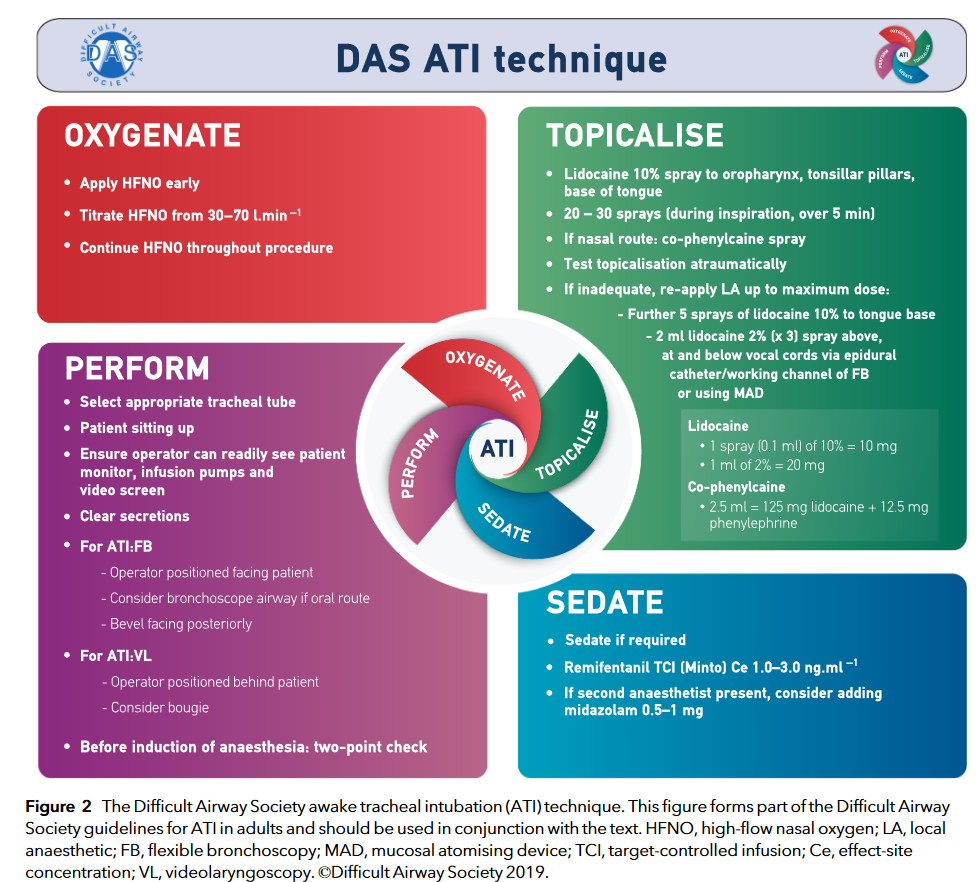 DIFFICULT AIRWAY
DAS
SOCIETY
DAS ATI technique
OXYGENATE
TOPICALISE
SEDATE
PERFORM
ATI
OXYGENATE
• Apply HFNO early
• Titrate HFNO from 30–70 l.min⁻¹
• Continue HFNO throughout procedure
TOPICALISE
• Lidocaine 10% spray to oropharynx, tonsillar pillars,
base of tongue
• 20 – 30 sprays (during inspiration, over 5 min)
• If nasal route: co-phenylcaine spray
• Test topicalisation atraumatically
• If inadequate, re-apply LA up to maximum dose:
- Further 5 sprays of lidocaine 10% to tongue base
- 2 ml lidocaine 2% (x 3) spray above,
at and below vocal cords via epidural
catheter/working channel of FB
or using MAD
Lidocaine
• 1 spray (0.1 ml) of 10% = 10 mg
• 1 ml of 2% = 20 mg
Co-phenylcaine
• 2.5 ml = 125 mg lidocaine + 12.5 mg
phenylephrine
PERFORM
• Select appropriate tracheal tube
• Patient sitting up
• Ensure operator can readily see patient
monitor, infusion pumps and
video screen
• Clear secretions
• For ATI:FB
- Operator positioned facing patient
- Consider bronchoscope airway if oral route
- Bevel facing posteriorly
• For ATI:VL
- Operator positioned behind patient
- Consider bougie
• Before induction of anaesthesia: two-point check
OXYGENATE
TOPICALISE
SEDATE
PERFORM
ATI
SEDATE
• Sedate if required
• Remifentanil TCI (Minto) Ce 1.0–3.0 ng.ml⁻¹
• If second anaesthetist present, consider adding
midazolam 0.5–1 mg
Figure 2 The Difficult Airway Society awake tracheal intubation (ATI) technique. This figure forms part of the Difficult Airway
Society guidelines for ATI in adults and should be used in conjunction with the text. HFNO, high-flow nasal oxygen; LA, local
anaesthetic; FB, flexible bronchoscopy; MAD, mucosal atomising device; TCI, target-controlled infusion; Ce, effect-site
concentration; VL, videolaryngoscopy. ©Difficult Airway Society 2019.